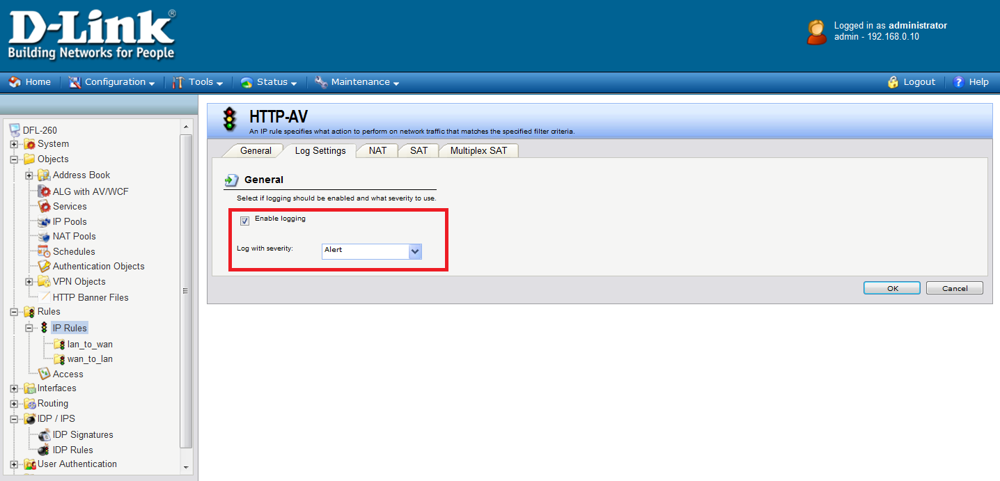 D-Link®
Building Networks for People
Logged in as administrator
admin - 192.168.0.10
Home Configuration Tools Status Maintenance Logout Help
DFL-260
System
Objects
Address Book
ALG with AV/WCF
Services
IP Pools
NAT Pools
Schedules
Authentication Objects
VPN Objects
HTTP Banner Files
Rules
IP Rules
lan_to_wan
wan_to_lan
Access
Interfaces
Routing
IDP / IPS
IDP Signatures
IDP Rules
User Authentication
HTTP-AV
An IP rule specifies what action to perform on network traffic that matches the specified filter criteria.
General Log Settings NAT SAT Multiplex SAT
General
Select if logging should be enabled and what severity to use.
Enable logging
Log with severity: Alert
OK Cancel